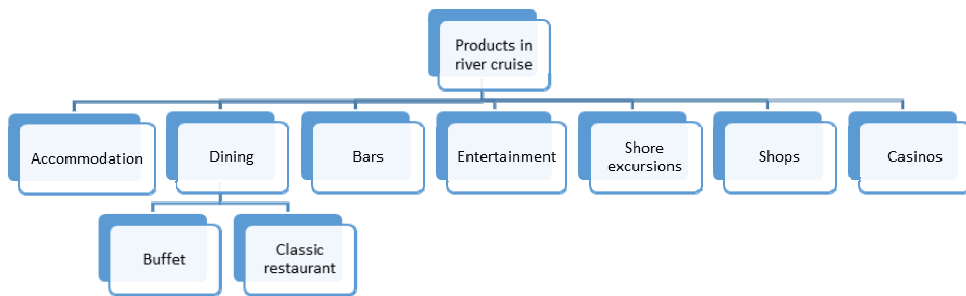 Products in
river cruise
Accommodation
Dining
Bars
Entertainment
Shore
excursions
Shops
Casinos
Buffet
Classic
restaurant